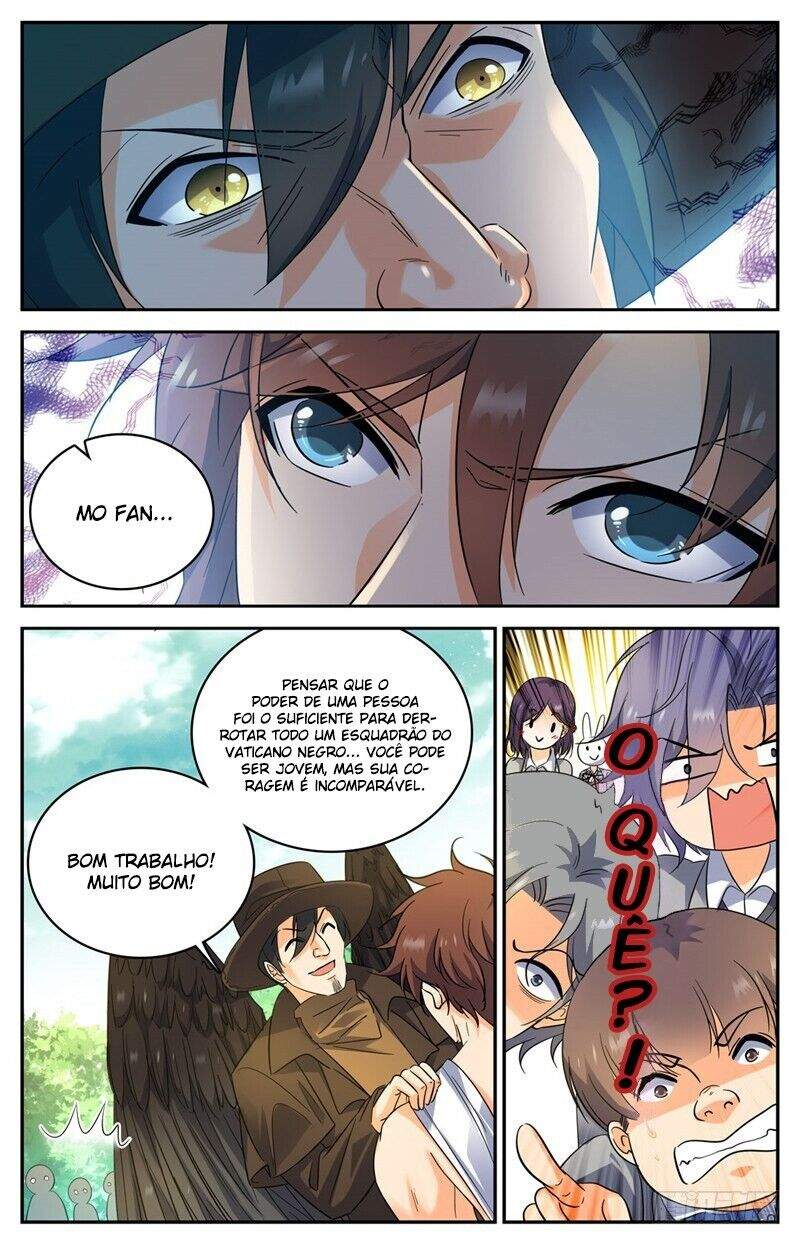 MO FAN...
PENSAR QUE O
PODER DE UMA PESSOA
FOI O SUFICIENTE PARA DER-
ROTAR TODO UM ESQUADRÃO DO
VATICANO NEGRO... VOCÊ PODE
SER JOVEM, MAS SUA CO-
RAGEM É INCOMPARÁVEL.
BOM TRABALHO!
MUITO BOM!
O QUÊ?!